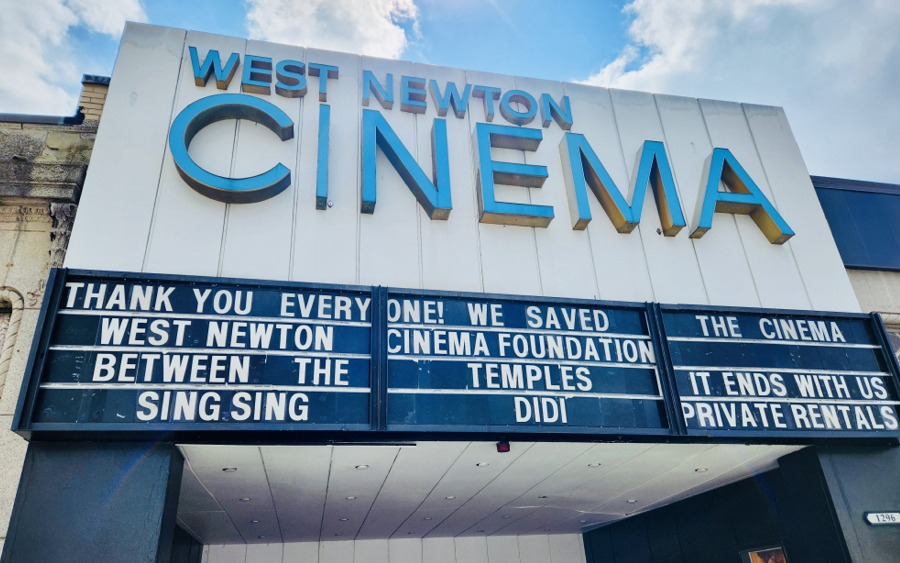 WEST NEWTON
CINEMA
THANK YOU EVERYONE! WE SAVED THE CINEMA
WEST NEWTON CINEMA FOUNDATION
BETWEEN THE TEMPLES IT ENDS WITH US
SING SING DIDI PRIVATE RENTALS
1296